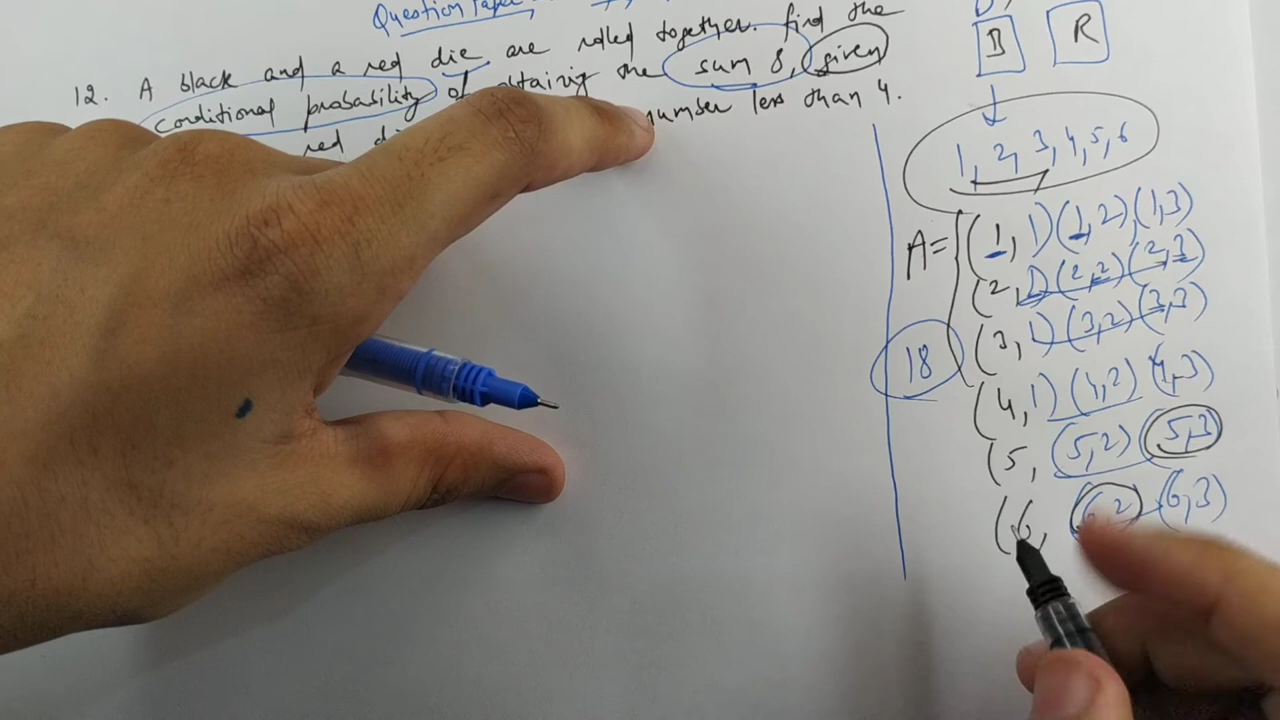 Question Paper
12. A black and a red die are rolled together. find the
conditional probability of obtaining the sum 8, given
red number less than 4.
B R
1, 2, 3, 4, 5, 6
A = { (1, 1) (1, 2), (1, 3)
(2, 1) (2, 2) (2, 3)
(3, 1) (3, 2) (3, 3)
18
(4, 1) (4, 2) (4, 3)
(5, (5, 2) (5, 3)
(6, 2) (6, 3)